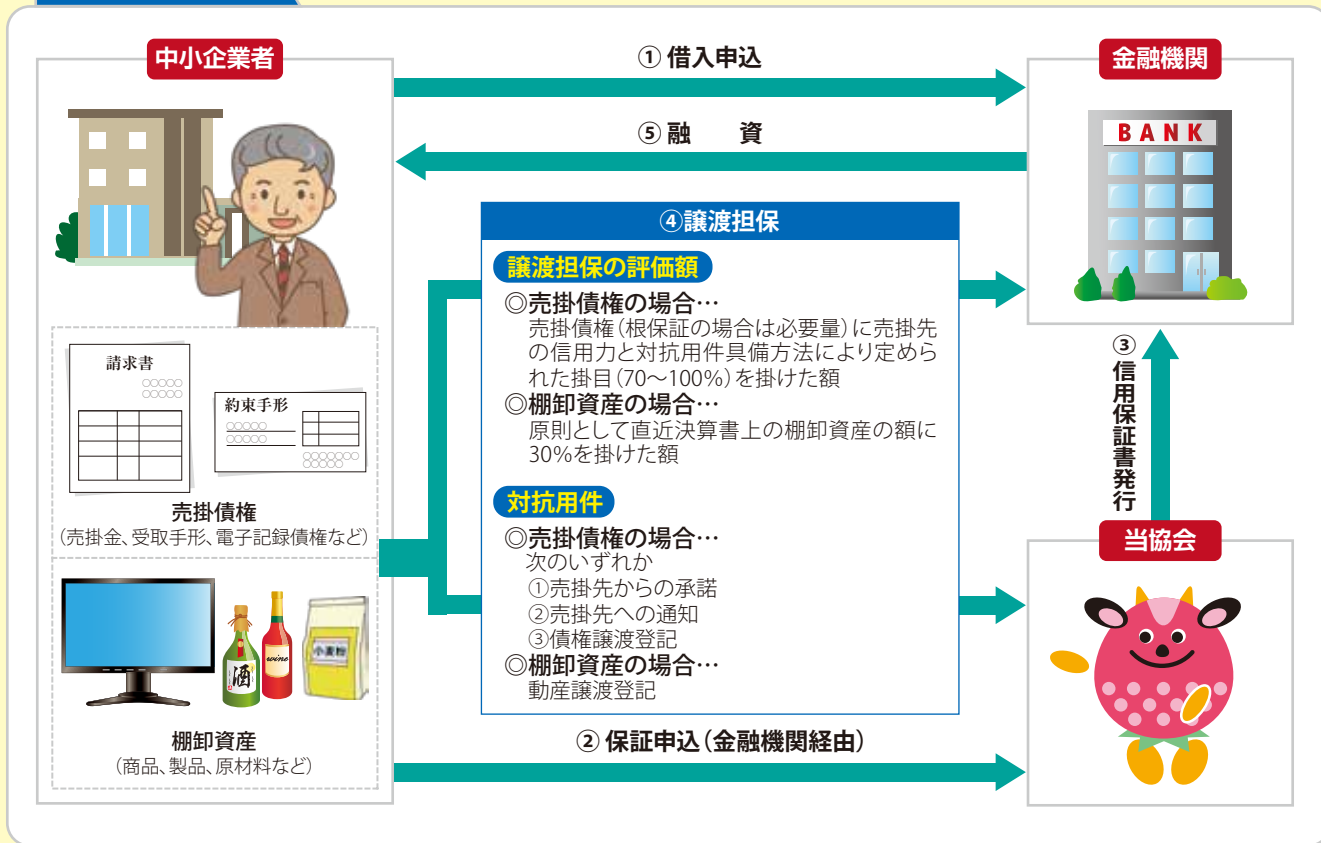 中小企業者
金融機関
① 借入申込
⑤ 融　　資
BANK
④譲渡担保
譲渡担保の評価額
◎売掛債権の場合…
売掛債権（根保証の場合は必要量）に売掛先
の信用力と対抗用件具備方法により定めら
れた掛目（70～100％）を掛けた額
◎棚卸資産の場合…
原則として直近決算書上の棚卸資産の額に
30％を掛けた額
対抗用件
◎売掛債権の場合…
次のいずれか
①売掛先からの承諾
②売掛先への通知
③債権譲渡登記
◎棚卸資産の場合…
動産譲渡登記
請求書
○○○○○
○○○○○
約束手形
○○○○○
○○○○○
○○○○○○○
○○○○○
売掛債権
（売掛金、受取手形、電子記録債権など）
酒
wine
小麦粉
棚卸資産
（商品、製品、原材料など）
③信用保証書発行
当協会
② 保証申込（金融機関経由）